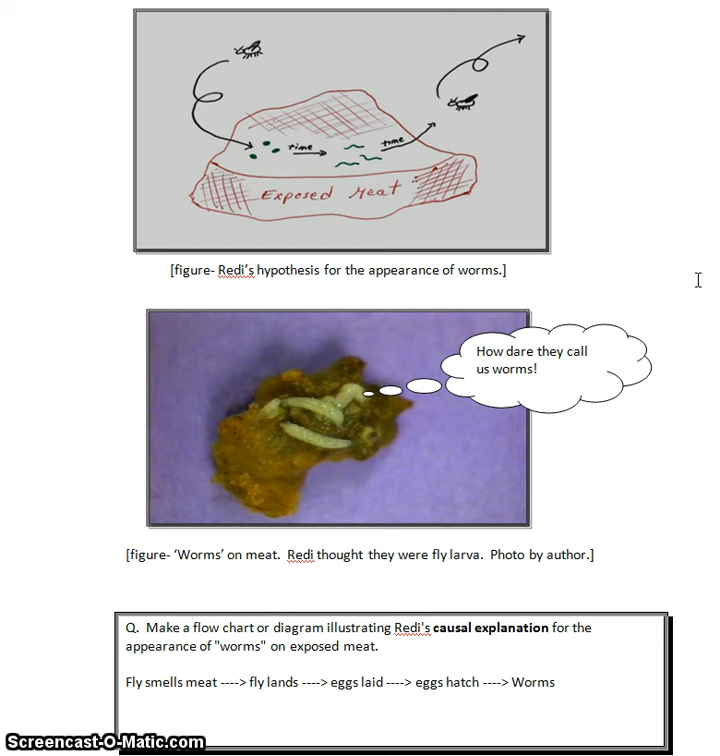 time
time
Exposed Meat
[figure- Redi's hypothesis for the appearance of worms.]
How dare they call
us worms!
[figure- 'Worms' on meat.  Redi thought they were fly larva.  Photo by author.]
Q.  Make a flow chart or diagram illustrating Redi's causal explanation for the
appearance of "worms" on exposed meat.
Fly smells meat ----> fly lands ----> eggs laid ----> eggs hatch ----> Worms
Screencast-O-Matic.com